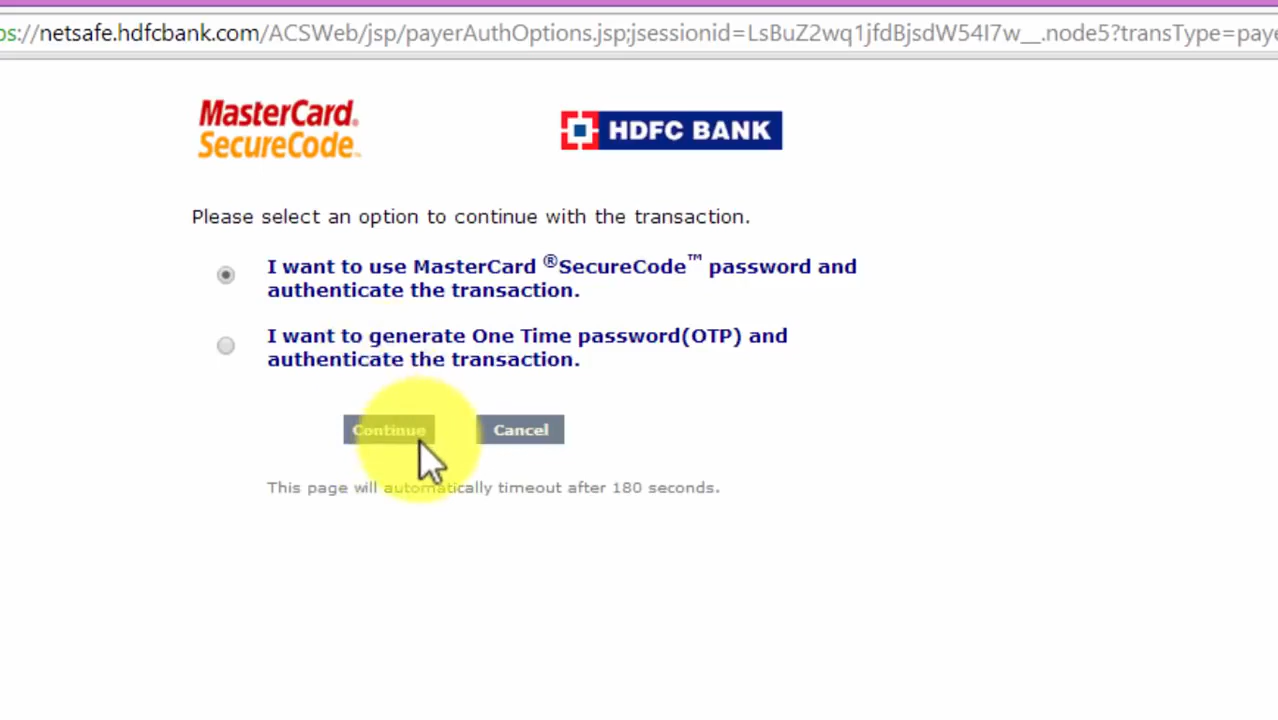 ps://netsafe.hdfcbank.com/ACSWeb/jsp/payerAuthOptions.jsp;jsessionid=LsBuZ2wq1jfdBjsdW54I7w__.node5?transType=paye
MasterCard®
SecureCode™
HDFC BANK
Please select an option to continue with the transaction.
I want to use MasterCard ®SecureCode™ password and
authenticate the transaction.
I want to generate One Time password(OTP) and
authenticate the transaction.
Continue Cancel
This page will automatically timeout after 180 seconds.